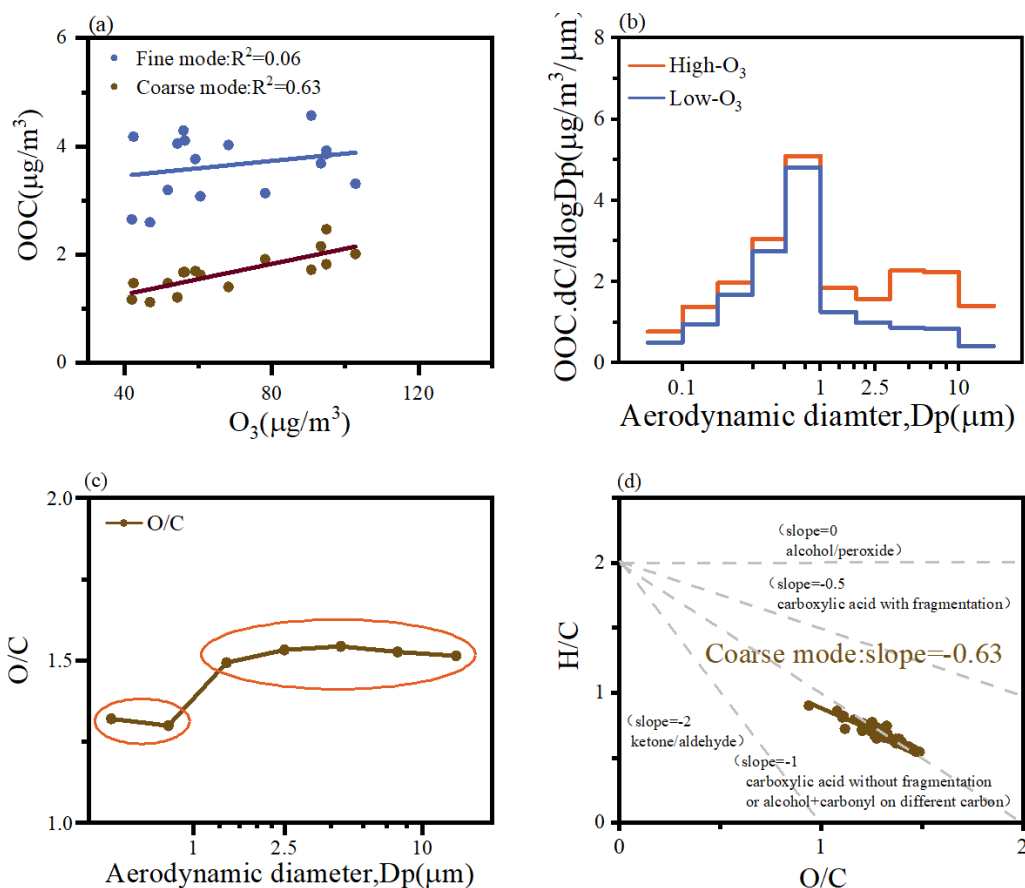 (a)
Fine mode:R²=0.06
Coarse mode:R²=0.63
OOC(μg/m³)
6
4
2
0
40
80
120
O₃(μg/m³)
(b)
High-O₃
Low-O₃
OOC.dC/dlogDp(μg/m³/μm)
8
6
4
2
0
0.1
1
2.5
10
Aerodynamic diamter,Dp(μm)
(c)
O/C
O/C
2.0
1.5
1.0
1
2.5
10
Aerodynamic diameter,Dp(μm)
(d)
(slope=0
alcohol/peroxide)
(slope=-0.5
carboxylic acid with fragmentation)
Coarse mode:slope=-0.63
(slope=-2
ketone/aldehyde)
(slope=-1
carboxylic acid without fragmentation
or alcohol+carbonyl on different carbon)
H/C
2
1
0
0
1
2
O/C